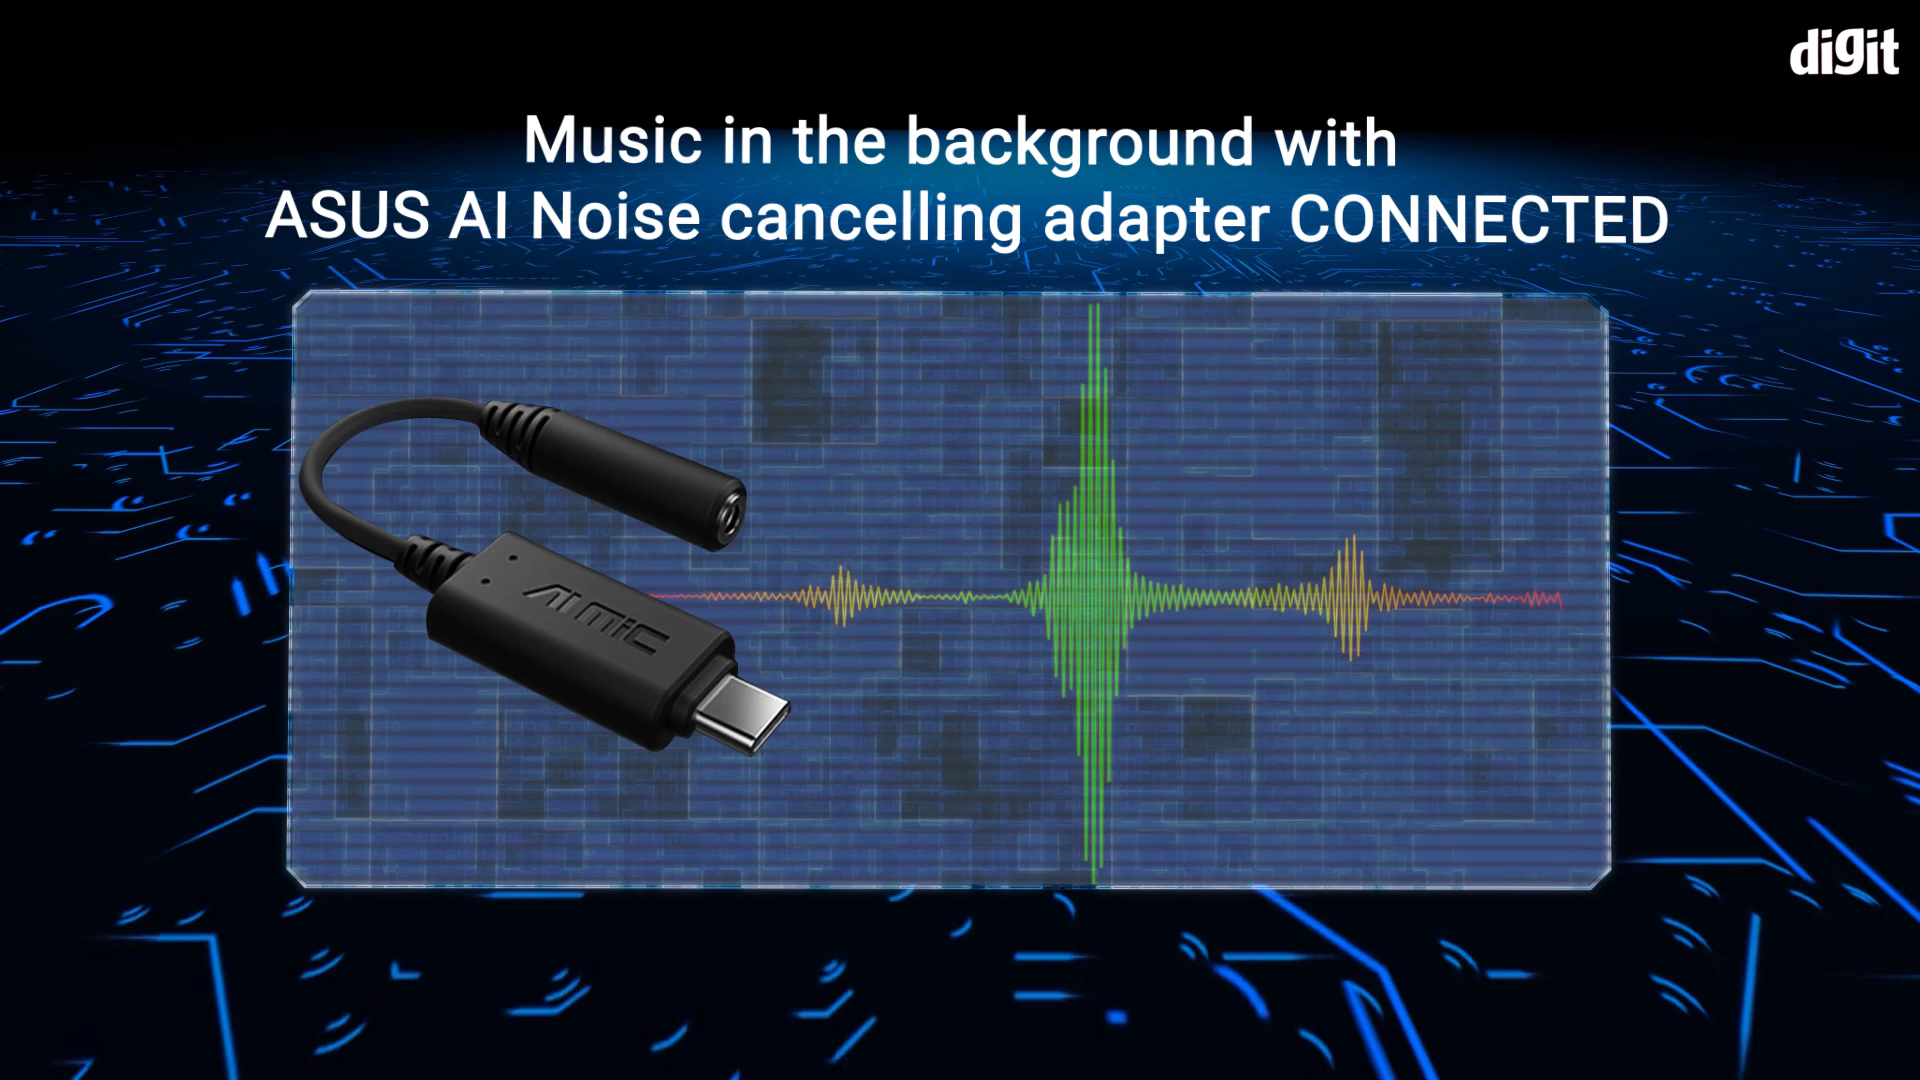 digit
Music in the background with
ASUS AI Noise cancelling adapter CONNECTED
AI MIC